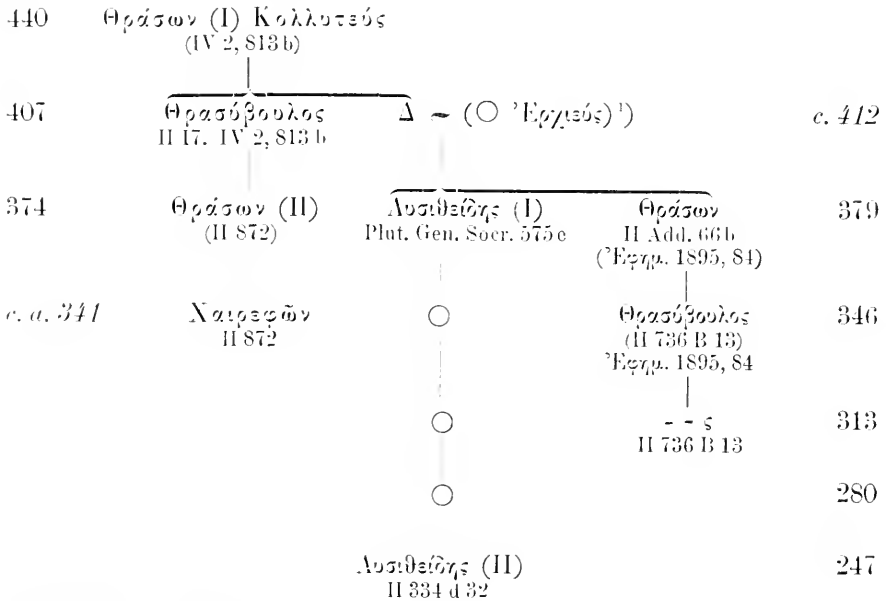 440 Θράσων (I) Κολλυτεύς
(IV 2, 813 b)
407 Θρασύβουλος Δ ~ (○ Ἐρχιεύς)¹) c. 412
II 17. IV 2, 813 b
374 Θράσων (II) Λυσιθείδης (I) Θράσων 379
(II 872) Plut. Gen. Socr. 575 e II Add. 66 b
(Ἐφημ. 1895, 84)
c. a. 341 Χαιρεφῶν ○ Θρασύβουλος 346
II 872 (II 736 B 13)
Ἐφημ. 1895, 84
○ - - ς 313
II 736 B 13
○ 280
Λυσιθείδης (II) 247
II 334 d 32